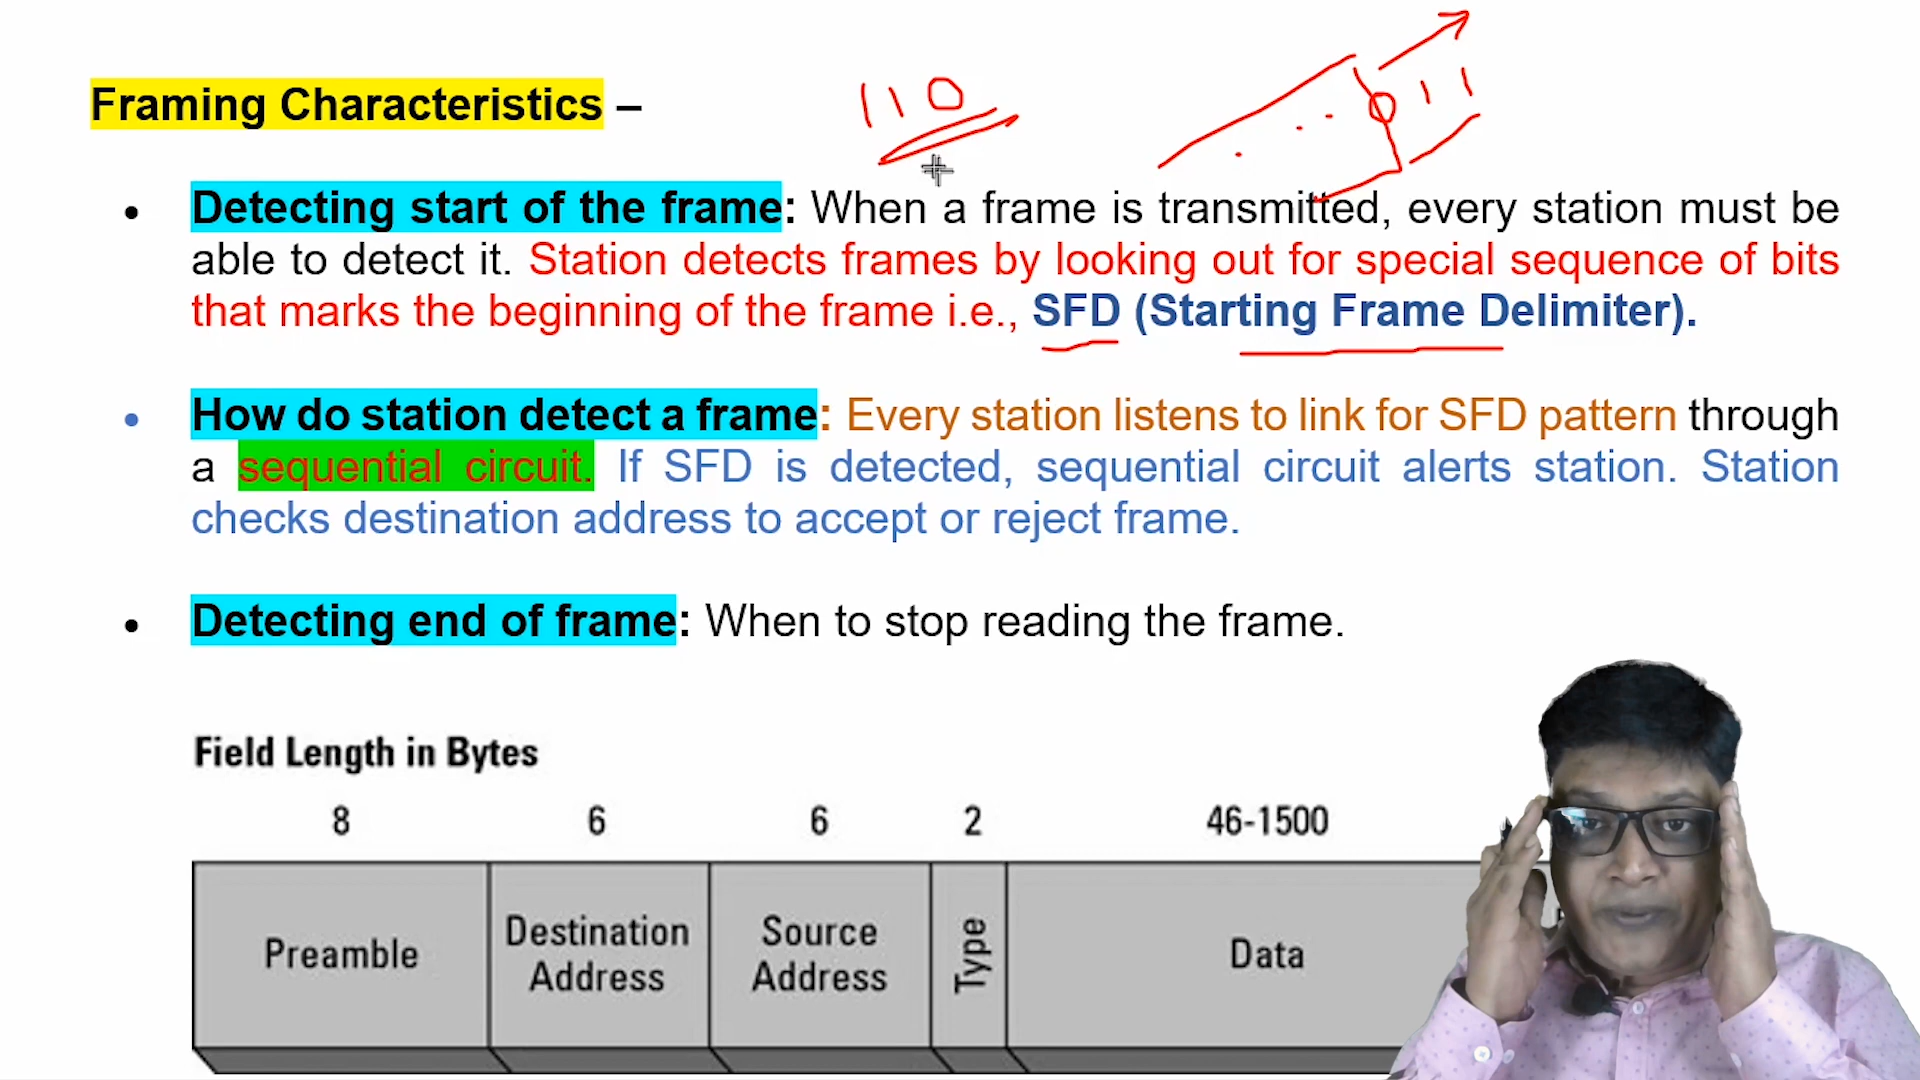 Framing Characteristics –
110
011
• Detecting start of the frame: When a frame is transmitted, every station must be
able to detect it. Station detects frames by looking out for special sequence of bits
that marks the beginning of the frame i.e., SFD (Starting Frame Delimiter).
• How do station detect a frame: Every station listens to link for SFD pattern through
a sequential circuit. If SFD is detected, sequential circuit alerts station. Station
checks destination address to accept or reject frame.
• Detecting end of frame: When to stop reading the frame.
Field Length in Bytes
8 6 6 2 46-1500
Preamble Destination Address Source Address Type Data